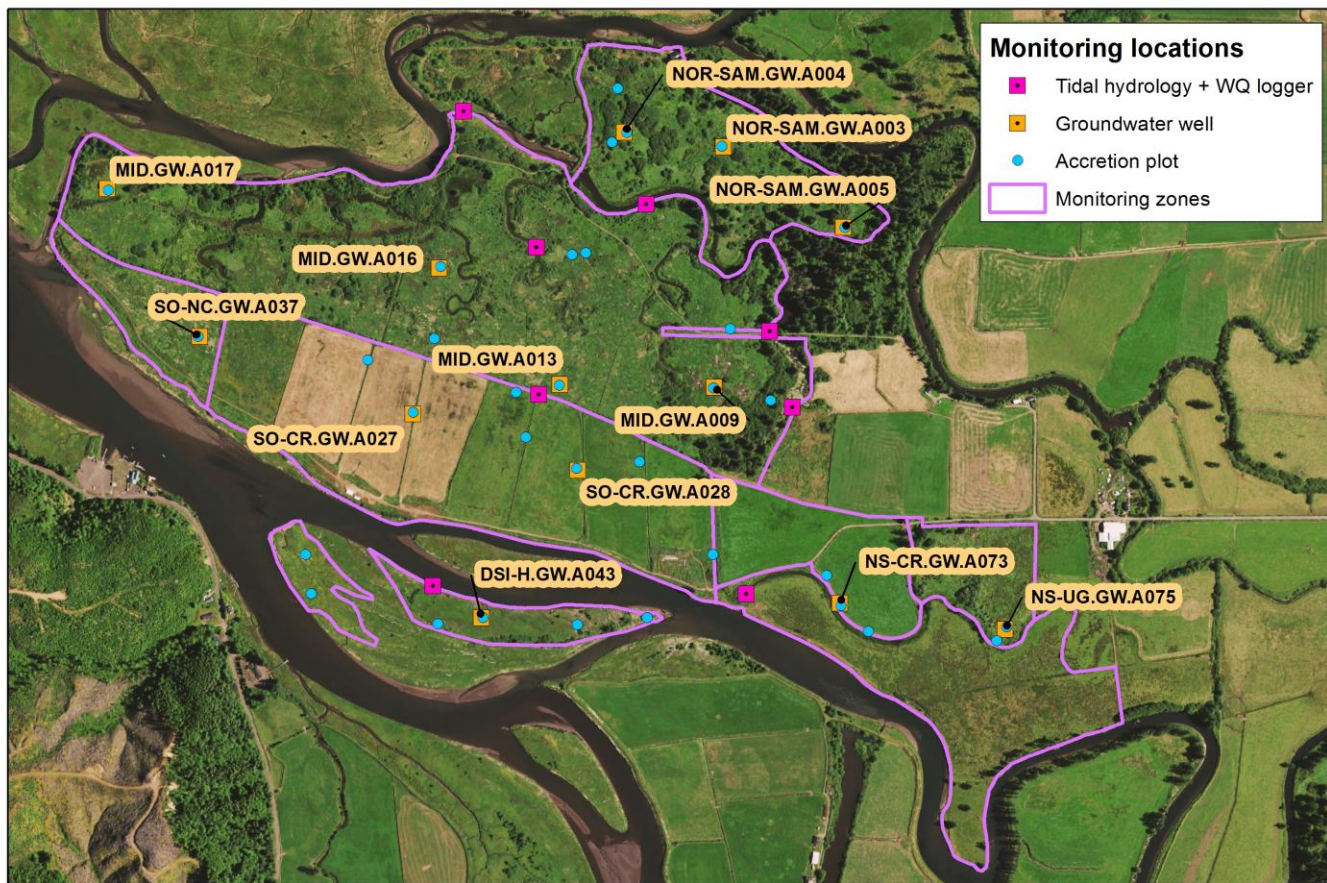 Monitoring locations
Tidal hydrology + WQ logger
Groundwater well
Accretion plot
Monitoring zones
NOR-SAM.GW.A004
NOR-SAM.GW.A003
MID.GW.A017
NOR-SAM.GW.A005
MID.GW.A016
SO-NC.GW.A037
MID.GW.A013
MID.GW.A009
SO-CR.GW.A027
SO-CR.GW.A028
NS-CR.GW.A073
DSI-H.GW.A043
NS-UG.GW.A075